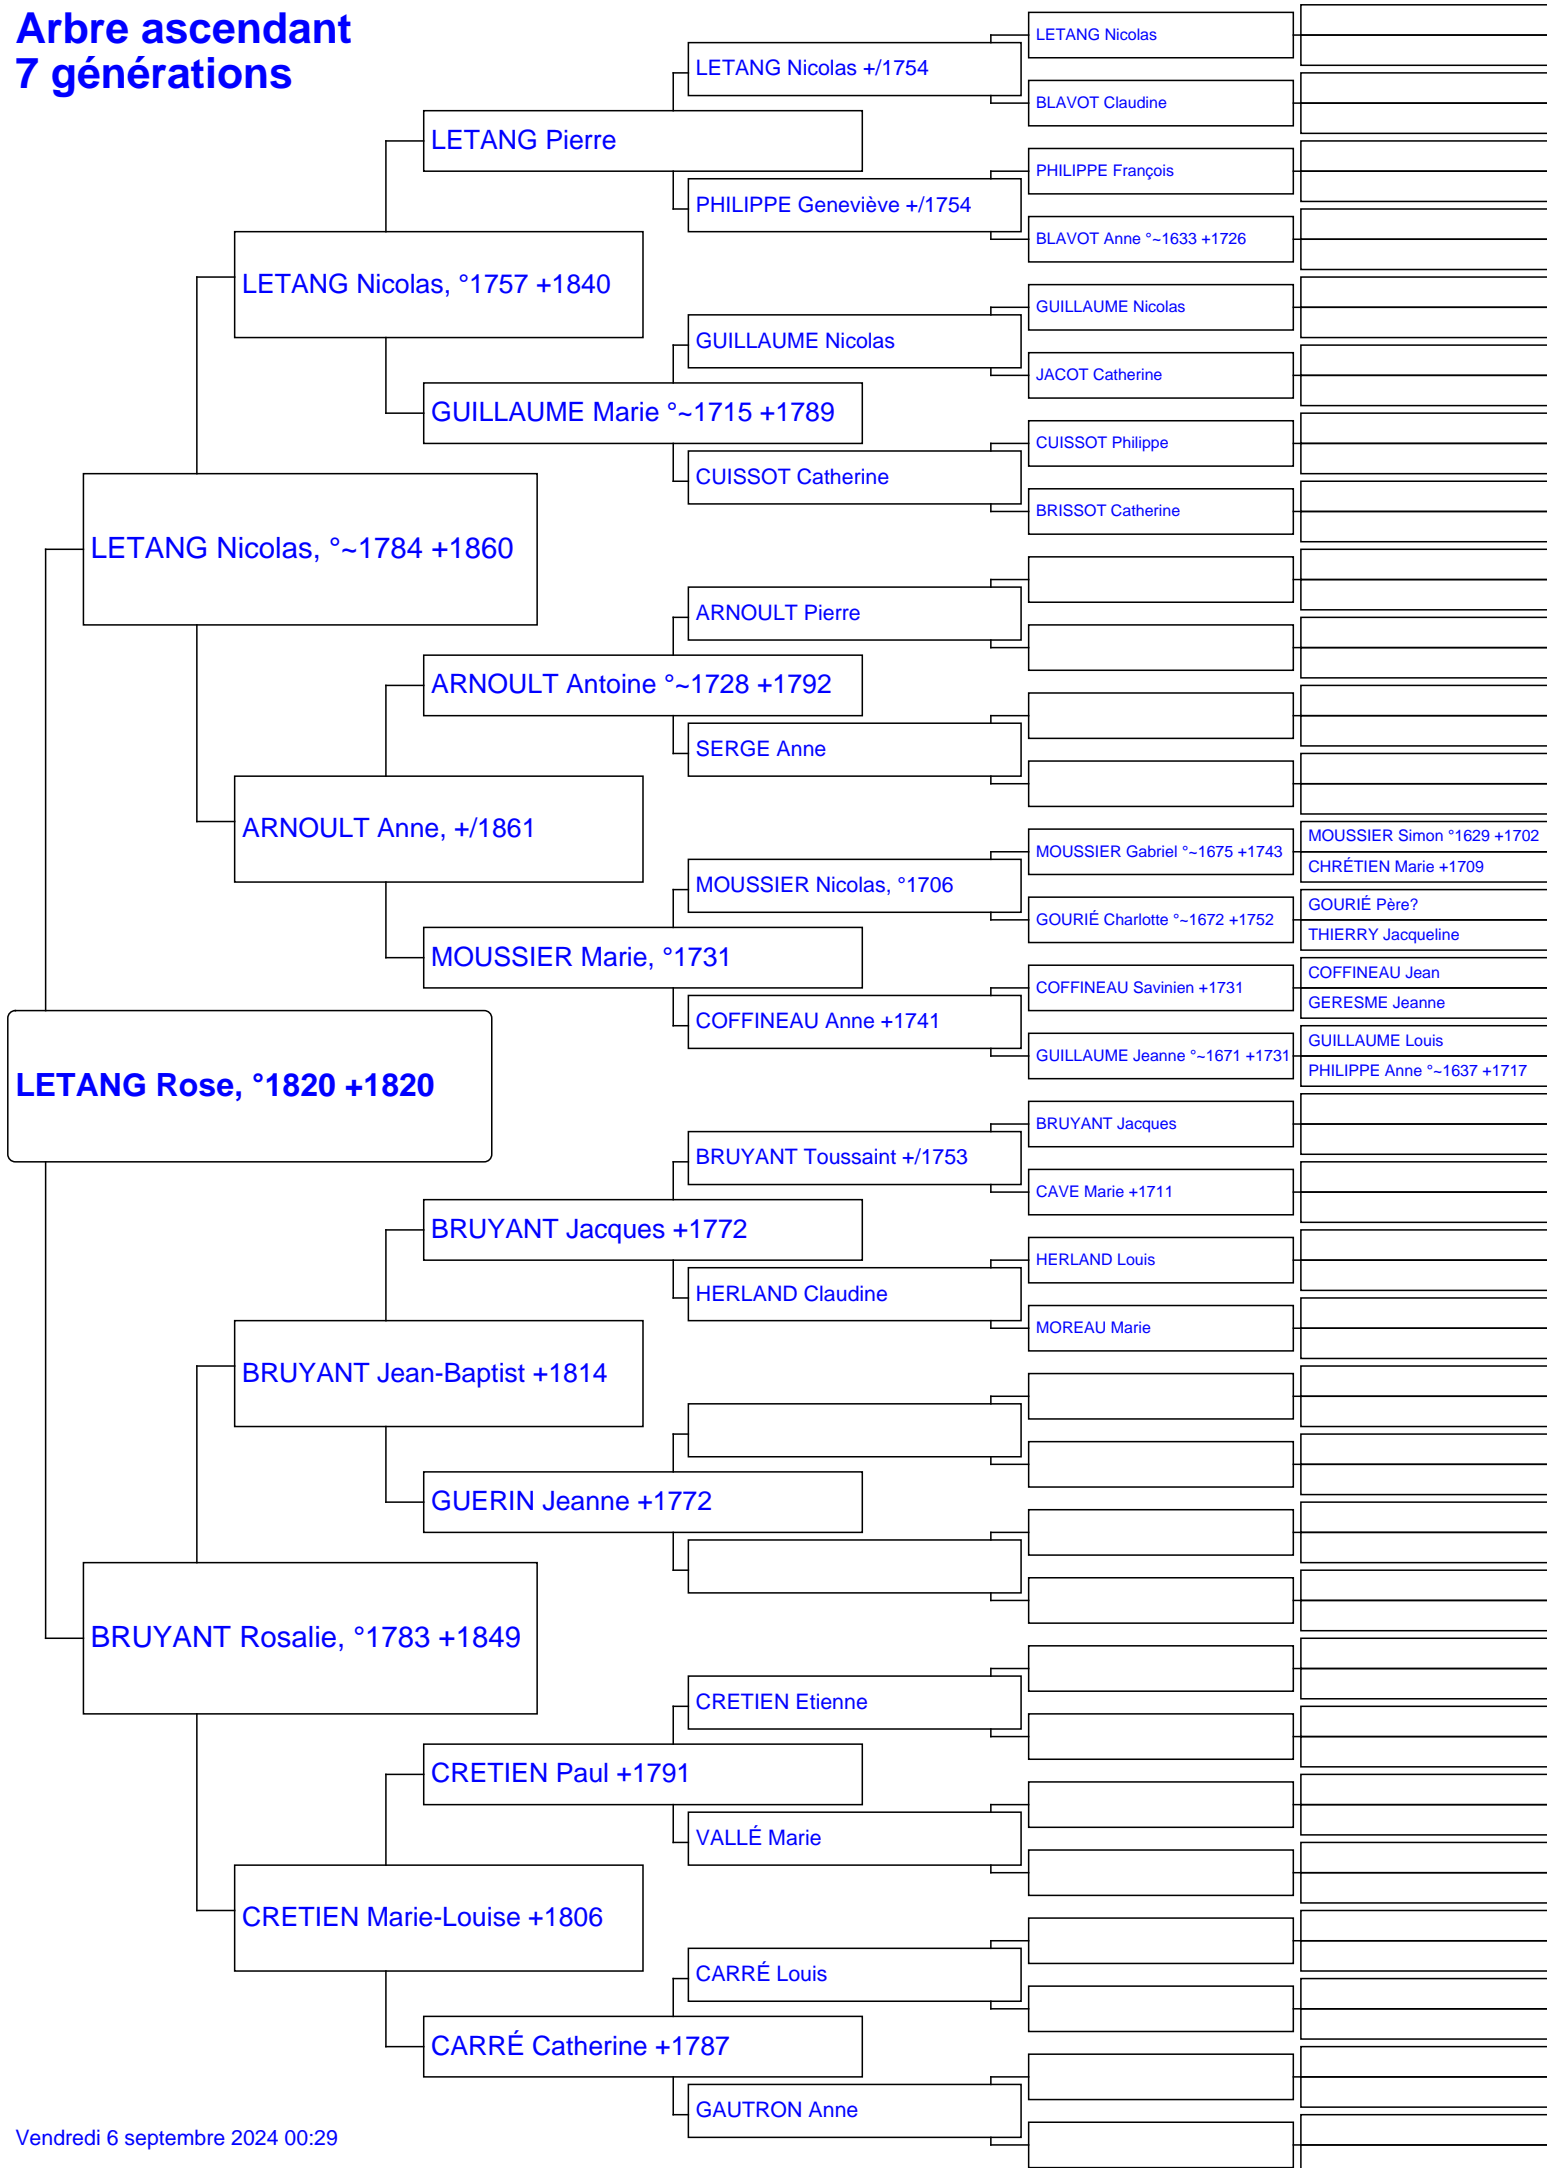 Arbre ascendant
7 générations
LETANG Rose, °1820 +1820
LETANG Nicolas, °~1784 +1860
BRUYANT Rosalie, °1783 +1849
LETANG Nicolas, °1757 +1840
ARNOULT Anne, +/1861
BRUYANT Jean-Baptist +1814
CRETIEN Marie-Louise +1806
LETANG Pierre
GUILLAUME Marie °~1715 +1789
ARNOULT Antoine °~1728 +1792
MOUSSIER Marie, °1731
BRUYANT Jacques +1772
GUERIN Jeanne +1772
CRETIEN Paul +1791
CARRÉ Catherine +1787
LETANG Nicolas +/1754
PHILIPPE Geneviève +/1754
GUILLAUME Nicolas
CUISSOT Catherine
ARNOULT Pierre
SERGE Anne
MOUSSIER Nicolas, °1706
COFFINEAU Anne +1741
BRUYANT Toussaint +/1753
HERLAND Claudine
CRETIEN Etienne
VALLÉ Marie
CARRÉ Louis
GAUTRON Anne
LETANG Nicolas
BLAVOT Claudine
PHILIPPE François
BLAVOT Anne °~1633 +1726
GUILLAUME Nicolas
JACOT Catherine
CUISSOT Philippe
BRISSOT Catherine
MOUSSIER Gabriel °~1675 +1743
GOURIÉ Charlotte °~1672 +1752
COFFINEAU Savinien +1731
GUILLAUME Jeanne °~1671 +1731
BRUYANT Jacques
CAVE Marie +1711
HERLAND Louis
MOREAU Marie
MOUSSIER Simon °1629 +1702
CHRÉTIEN Marie +1709
GOURIÉ Père?
THIERRY Jacqueline
COFFINEAU Jean
GERESME Jeanne
GUILLAUME Louis
PHILIPPE Anne °~1637 +1717
Vendredi 6 septembre 2024 00:29